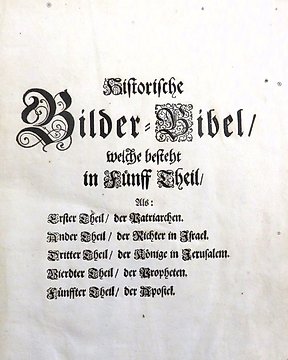 Historische
Bilder-Bibel/
welche besteht
in Fünff Theil/
Als:
Erster Theil/ der Patriarchen.
Ander Theil/ der Richter in Israel.
Dritter Theil/ der Könige in Jerusalem.
Vierdter Theil/ der Propheten.
Fünffter Theil/ der Apostel.